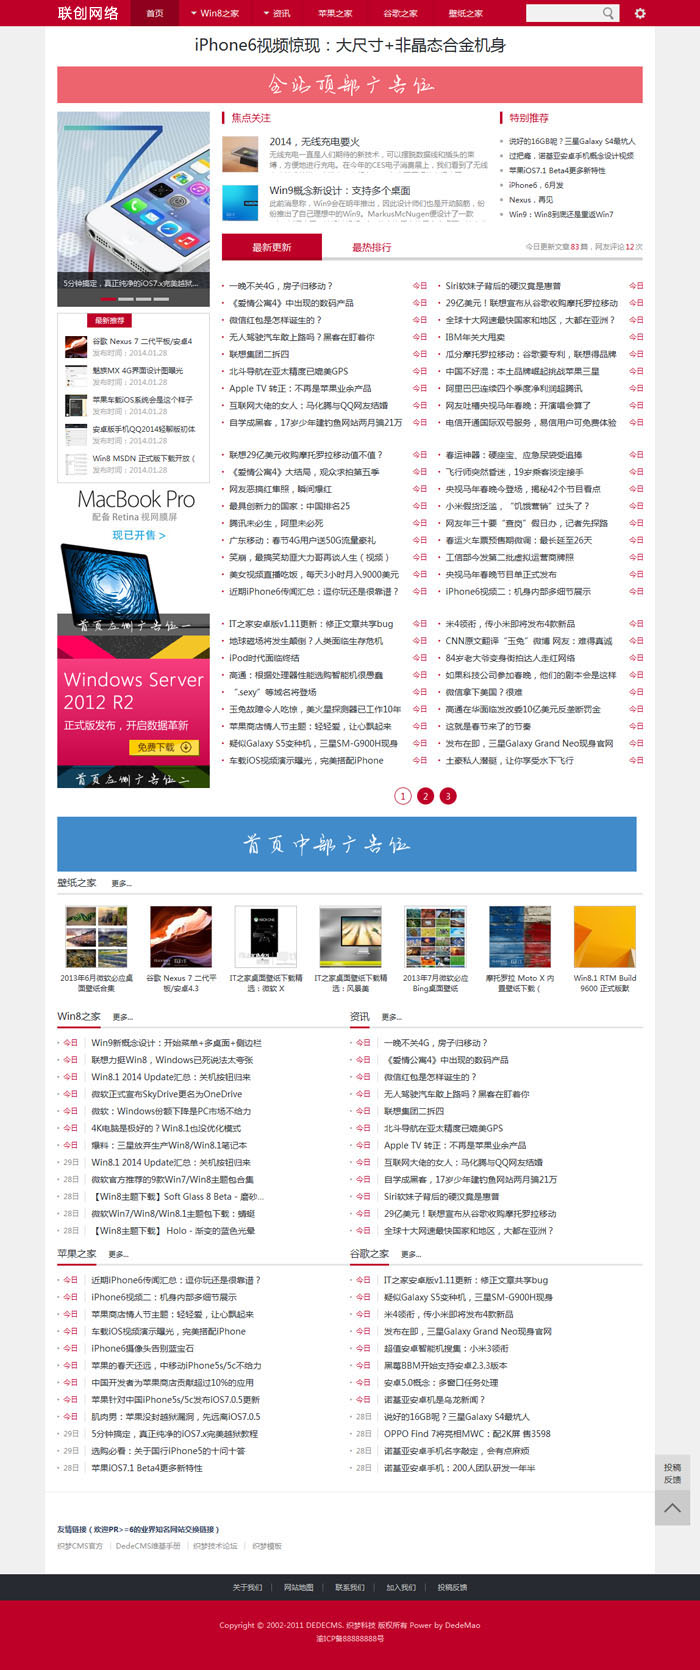 联创网络 首页 Win8之家 资讯 苹果之家 谷歌之家 壁纸之家
iPhone6视频惊现：大尺寸+非晶态合金机身
全站顶部广告位
5分钟搞定，真正纯净的iOS7.x完美越狱...
焦点关注
2014，无线充电要火
无线充电一直是人们期待的新技术，可以摆脱数据线和插头的束
缚，方便地进行充电。在今年的CES电子消费展上，我们看到了无线
Win9概念新设计：支持多个桌面
此前消息称，Win9会在明年推出，因此设计师们也是开动脑筋，纷
纷推出了自己理想中的Win9。MarkusMcNugen便设计了一款
特别推荐
说好的16GB呢？三星Galaxy S4最坑人
过把瘾，诺基亚安卓手机概念设计视频
苹果iOS7.1 Beta4更多新特性
iPhone6，6月发
Nexus，再见
Win9：Win8到底还是重返Win7
最新更新 最热排行 今日更新文章 83 篇，网友评论 12 次
最新推荐
谷歌 Nexus 7 二代平板/安卓4
发布时间：2014.01.28
魅族MX 4G界面设计图曝光
发布时间：2014.01.28
苹果车载iOS系统会是这个样子
发布时间：2014.01.28
安卓版手机QQ2014轻聊版初体
发布时间：2014.01.28
Win8 MSDN 正式版下载开放（
发布时间：2014.01.28
MacBook Pro
配备 Retina 视网膜屏
现已开售 >
首页左侧广告位一
Windows Server
2012 R2
正式版发布，开启数据革新
免费下载
首页左侧广告位二
一晚不关4G，房子归移动？ 今日 Siri软妹子背后的硬汉竟是惠普 今日
《爱情公寓4》中出现的数码产品 今日 29亿美元！联想宣布从谷歌收购摩托罗拉移动 今日
微信红包是怎样诞生的？ 今日 全球十大网速最快国家和地区，大都在亚洲？ 今日
无人驾驶汽车敢上路吗？黑客在盯着你 今日 IBM年关大甩卖 今日
联想集团二拆四 今日 瓜分摩托罗拉移动：谷歌要专利，联想得品牌 今日
北斗导航在亚太精度已媲美GPS 今日 中国不好混：本土品牌崛起挑战苹果三星 今日
Apple TV 转正：不再是苹果业余产品 今日 阿里巴巴连续四个季度净利润超腾讯 今日
互联网大佬的女人：马化腾与QQ网友结婚 今日 网友吐槽央视马年春晚：开演唱会算了 今日
自学成黑客，17岁少年建钓鱼网站两月骗21万 今日 电信开通国际双号服务，易信用户可免费体验 今日
联想29亿美元收购摩托罗拉移动值不值？ 今日 春运神器：硬座宝、应急尿袋受追捧 今日
《爱情公寓4》大结局，观众求拍第五季 今日 飞行师突然昏迷，19岁乘客淡定接手 今日
网友恶搞红隼照，瞬间爆红 今日 央视马年春晚今登场，揭秘42个节目看点 今日
最具创新力的国家：中国排名25 今日 小米假货泛滥，“饥饿营销”过头了？ 今日
腾讯未必生，阿里未必死 今日 网友年三十要“查岗”假日办，记者先探路 今日
广东移动：春节4G用户送50G流量豪礼 今日 春运火车票预售期微调：最长延至26天 今日
笑崩，最搞笑劫匪大力哥再谈人生（视频） 今日 工信部今发第二批虚拟运营商牌照 今日
美女视频直播吃饭，每天3小时月入9000美元 今日 央视马年春晚节目单正式发布 今日
近期iPhone6传闻汇总：逗你玩还是很靠谱？ 今日 iPhone6视频二：机身内部多细节展示 今日
IT之家安卓版v1.11更新：修正文章共享bug 今日 米4领衔，传小米即将发布4款新品 今日
地球磁场将发生颠倒？人类面临生存危机 今日 CNN原文翻译“玉兔”微博 网友：难得真诚 今日
iPod时代面临终结 今日 84岁老大爷变身街拍达人走红网络 今日
高通：根据处理器性能选购智能机很愚蠢 今日 如果科技公司参加春晚，他们的剧本会是这样 今日
“.sexy”等域名将登场 今日 微信拿下美国？很难 今日
玉兔故障令人吃惊，美火星探测器已工作10年 今日 高通在华面临发改委10亿美元反垄断罚金 今日
苹果商店情人节主题：轻轻爱，让心飘起来 今日 这就是春节来了的节奏 今日
疑似Galaxy S5变种机，三星SM-G900H现身 今日 发布在即，三星Galaxy Grand Neo现身官网 今日
车载iOS视频演示曝光，完美搭配iPhone 今日 土豪私人潜艇，让你享受水下飞行 今日
1 2 3
首页中部广告位
壁纸之家 更多...
2013年6月微软必应桌 谷歌 Nexus 7 二代平 IT之家桌面壁纸下载精 IT之家桌面壁纸下载精 2013年7月微软必应 摩托罗拉 Moto X 内 Win8.1 RTM Build
面壁纸合集 板/安卓4.3 选：微软 X 选：风景美 Bing桌面壁纸 置壁纸下载（ 9600 正式版默
Win8之家 更多... 资讯 更多...
今日 Win9新概念设计：开始菜单+多桌面+侧边栏 今日 一晚不关4G，房子归移动？
今日 联想力挺Win8，Windows已死说法太夸张 今日 《爱情公寓4》中出现的数码产品
今日 Win8.1 2014 Update汇总：关机按钮归来 今日 微信红包是怎样诞生的？
今日 微软正式宣布SkyDrive更名为OneDrive 今日 无人驾驶汽车敢上路吗？黑客在盯着你
今日 微软：Windows份额下降是PC市场不给力 今日 联想集团二拆四
今日 4K电脑是极好的？Win8.1也没优化模式 今日 北斗导航在亚太精度已媲美GPS
今日 爆料：三星放弃生产Win8/Win8.1笔记本 今日 Apple TV 转正：不再是苹果业余产品
29日 Win8.1 2014 Update汇总：关机按钮归来 今日 互联网大佬的女人：马化腾与QQ网友结婚
28日 微软官方推荐的9款Win7/Win8主题包合集 今日 自学成黑客，17岁少年建钓鱼网站两月骗21万
28日 【Win8主题下载】Soft Glass 8 Beta - 磨砂... 今日 Siri软妹子背后的硬汉竟是惠普
28日 微软Win7/Win8/Win8.1主题包下载：蜻蜓 今日 29亿美元！联想宣布从谷歌收购摩托罗拉移动
28日 【Win8主题下载】 Holo - 渐变的蓝色光晕 今日 全球十大网速最快国家和地区，大都在亚洲？
苹果之家 更多... 谷歌之家 更多...
今日 近期iPhone6传闻汇总：逗你玩还是很靠谱？ 今日 IT之家安卓版v1.11更新：修正文章共享bug
今日 iPhone6视频二：机身内部多细节展示 今日 疑似Galaxy S5变种机，三星SM-G900H现身
今日 苹果商店情人节主题：轻轻爱，让心飘起来 今日 米4领衔，传小米即将发布4款新品
今日 车载iOS视频演示曝光，完美搭配iPhone 今日 发布在即，三星Galaxy Grand Neo现身官网
今日 iPhone6摄像头告别蓝宝石 今日 超值安卓智能机搜集：小米3领衔
今日 苹果的春天还远，中移动iPhone5s/5c不给力 今日 黑莓BBM开始支持安卓2.3.3版本
今日 中国开发者为苹果商店贡献超过10%的应用 今日 安卓5.0概念：多窗口任务处理
今日 苹果针对中国iPhone5s/5c发布iOS7.0.5更新 今日 诺基亚安卓机是乌龙新闻？
今日 肌肉男：苹果没封越狱漏洞，先远离iOS7.0.5 28日 说好的16GB呢？三星Galaxy S4最坑人
29日 5分钟搞定，真正纯净的iOS7.x完美越狱教程 28日 OPPO Find 7将亮相MWC：配2K屏 售3598
29日 选购必看：关于国行iPhone5的十问十答 28日 诺基亚安卓手机名字敲定，会有点麻烦
28日 苹果iOS7.1 Beta4更多新特性 28日 诺基亚安卓手机：200人团队研发一年半
投稿
反馈
友情链接（欢迎PR>=6的业界知名网站交换链接）
织梦CMS官方 DedeCMS维基手册 织梦技术论坛 织梦模板
关于我们 网站地图 联系我们 加入我们 投稿反馈
Copyright © 2002-2011 DEDECMS. 织梦科技 版权所有 Power by DedeMao
渝ICP备88888888号